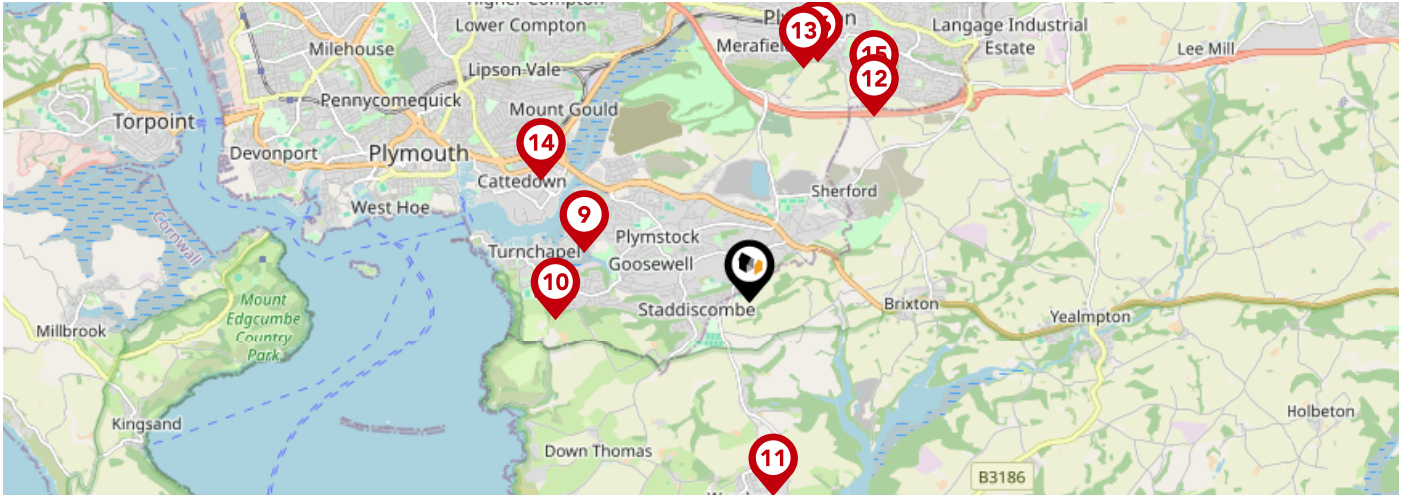 Lower Compton
Langage Industrial
Estate
Milehouse
Merafield
13
15
12
Lee Mill
Lipson Vale
Pennycomequick
Mount Gould
Torpoint
Devonport
Plymouth
14
Cattedown
Sherford
West Hoe
9
Cornwall
Plymstock
Turnchapel
Goosewell
10
Staddiscombe
Brixton
Yealmpton
Mount
Edgcumbe
Country
Park
Millbrook
Kingsand
Holbeton
Down Thomas
11
B3186